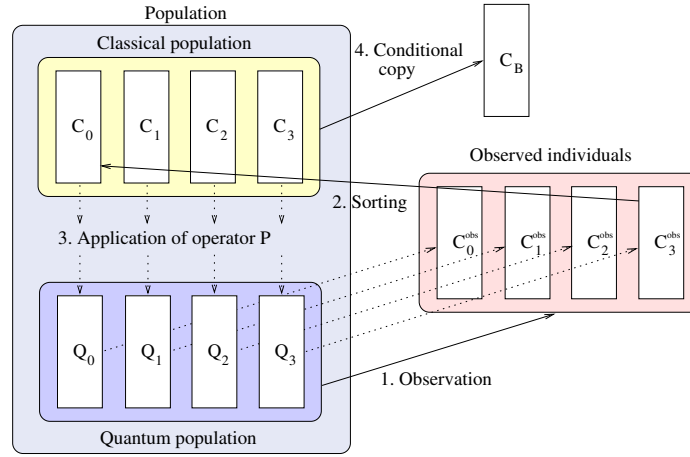 Population
Classical population
4. Conditional
copy
C_B
C_0 C_1 C_2 C_3
Observed individuals
2. Sorting
3. Application of operator P
C_0^obs C_1^obs C_2^obs C_3^obs
Q_0 Q_1 Q_2 Q_3
1. Observation
Quantum population